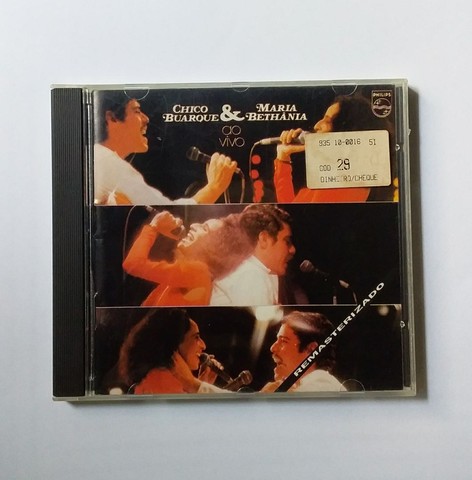 CHICO
BUARQUE
&
MARIA
BETHÂNIA
ao
vivo
PHILIPS
935 10-0016 51
COD 29
REMASTERIZADO